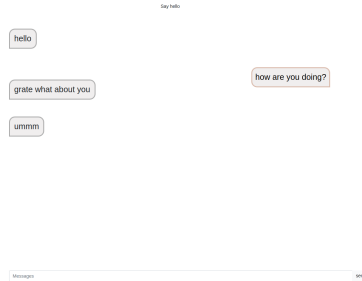 Say hello
hello
how are you doing?
grate what about you
ummm
Messages